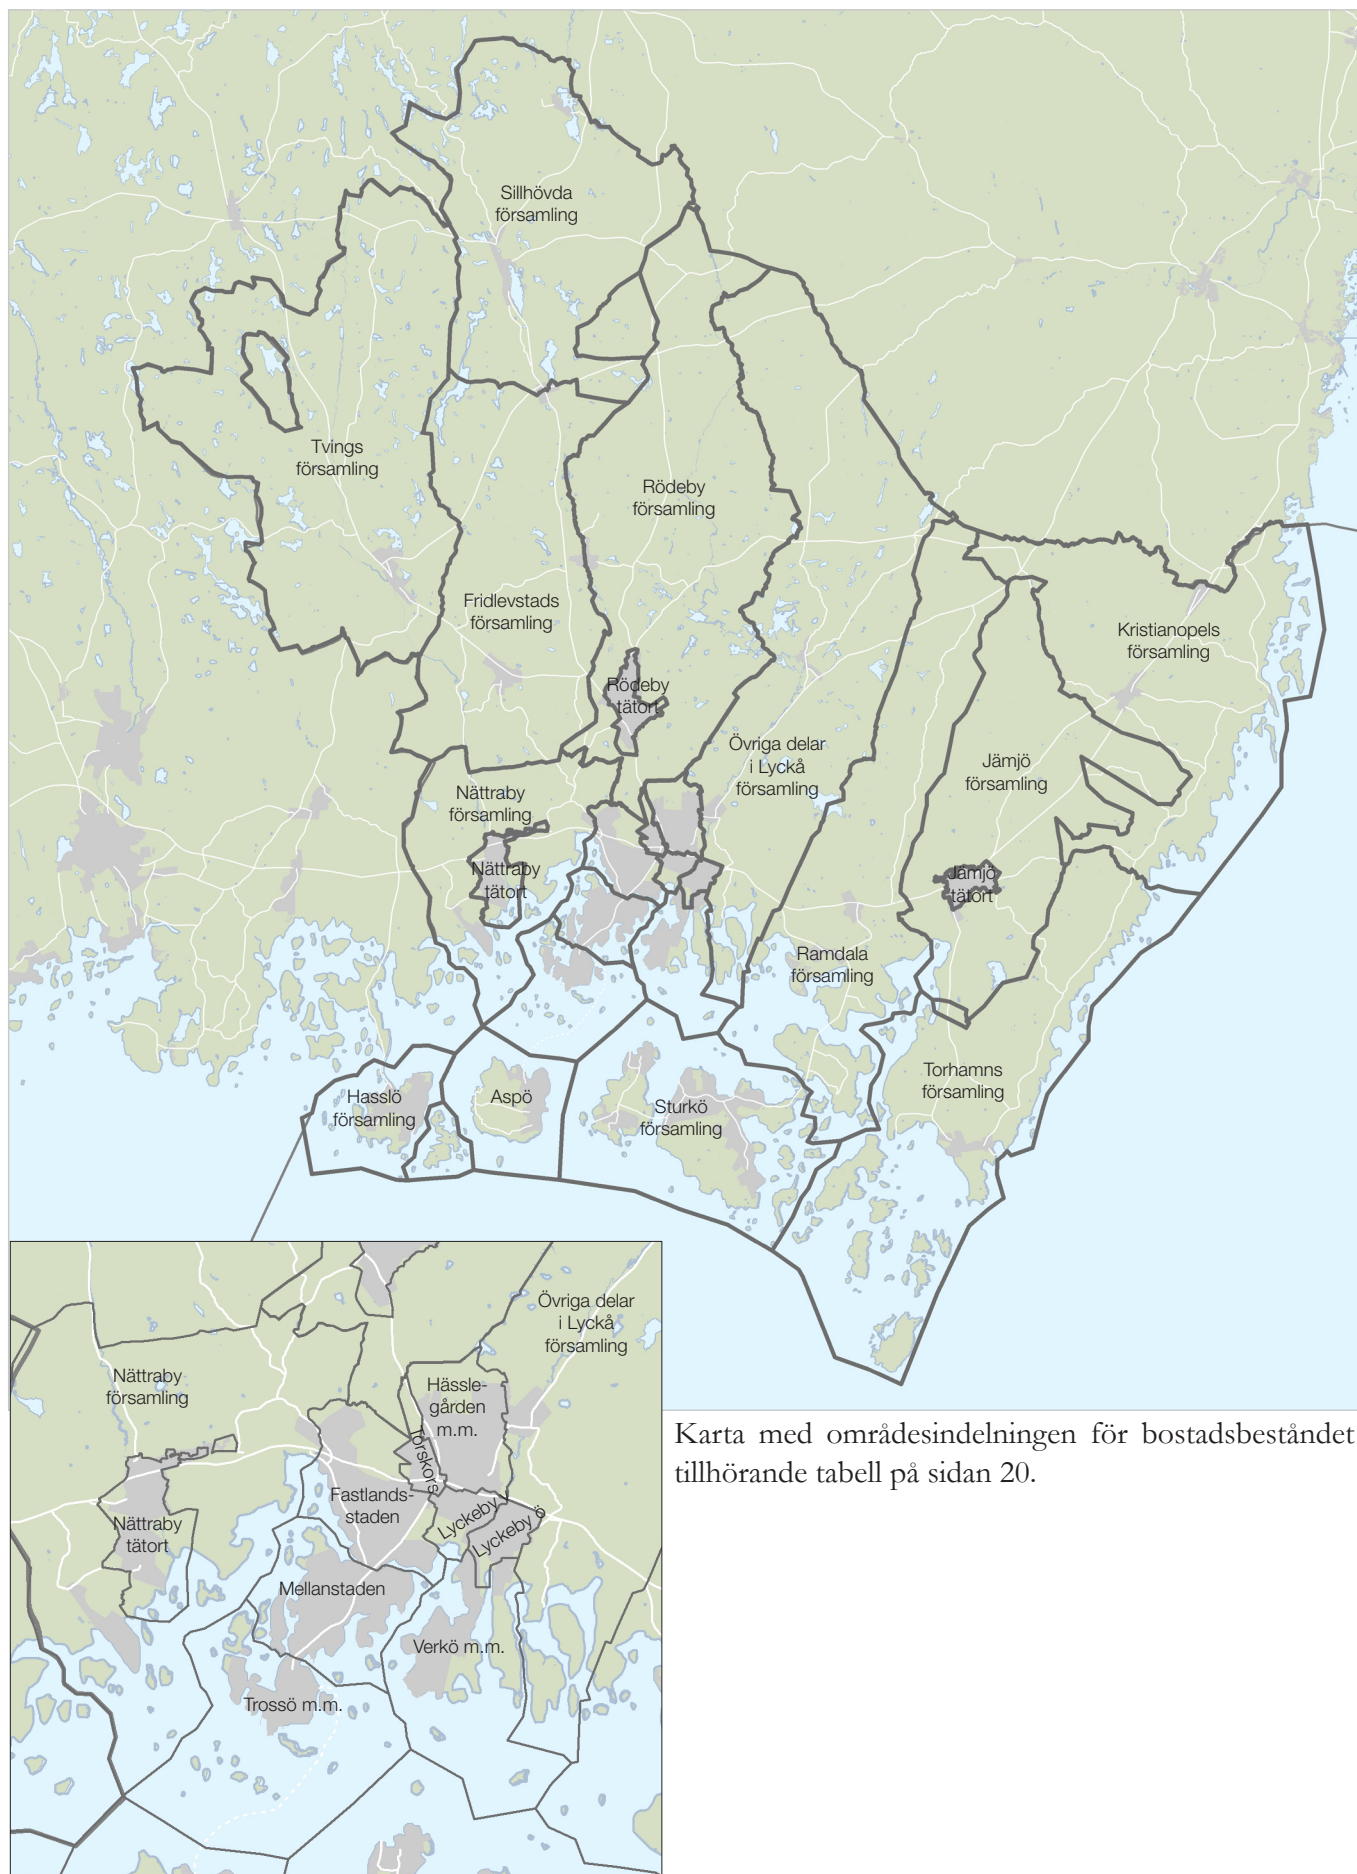 Sillhövda
församling
Tvings
församling
Rödeby
församling
Fridlevstads
församling
Kristianopels
församling
Rödeby
tätort
Övriga delar
i Lyckå
församling
Jämjö
församling
Nättraby
församling
Nättraby
tätort
Jämjö
tätort
Ramdala
församling
Torhamns
församling
Hasslö
församling
Aspö
Sturkö
församling
Övriga delar
i Lyckå
församling
Nättraby
församling
Hässle-
gården
m.m.
Torskors
Fastlands-
staden
Lyckeby v
Lyckeby ö
Nättraby
tätort
Mellanstaden
Verkö m.m.
Trossö m.m.
Karta med områdesindelningen för bostadsbeståndet
tillhörande tabell på sidan 20.